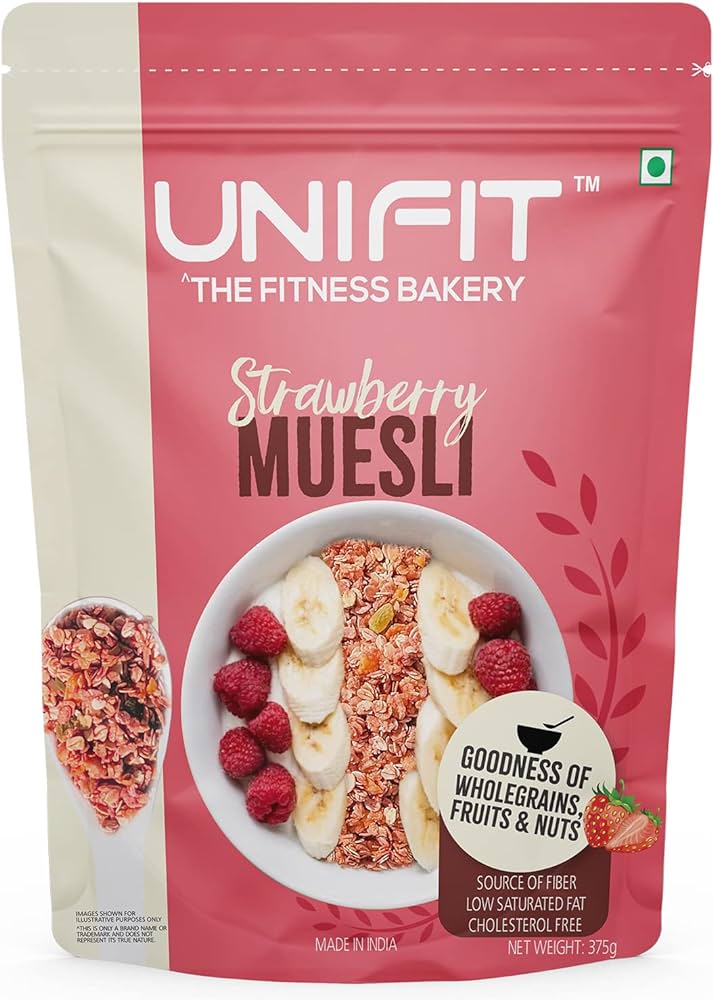 UNIFIT™
^THE FITNESS BAKERY
Strawberry
MUESLI
GOODNESS OF
WHOLEGRAINS,
FRUITS & NUTS
SOURCE OF FIBER
LOW SATURATED FAT
CHOLESTEROL FREE
IMAGES SHOWN FOR
ILLUSTRATIVE PURPOSES ONLY
^THIS IS ONLY A BRAND NAME OR
TRADEMARK AND DOES NOT
REPRESENT ITS TRUE NATURE.
MADE IN INDIA
NET WEIGHT: 375g